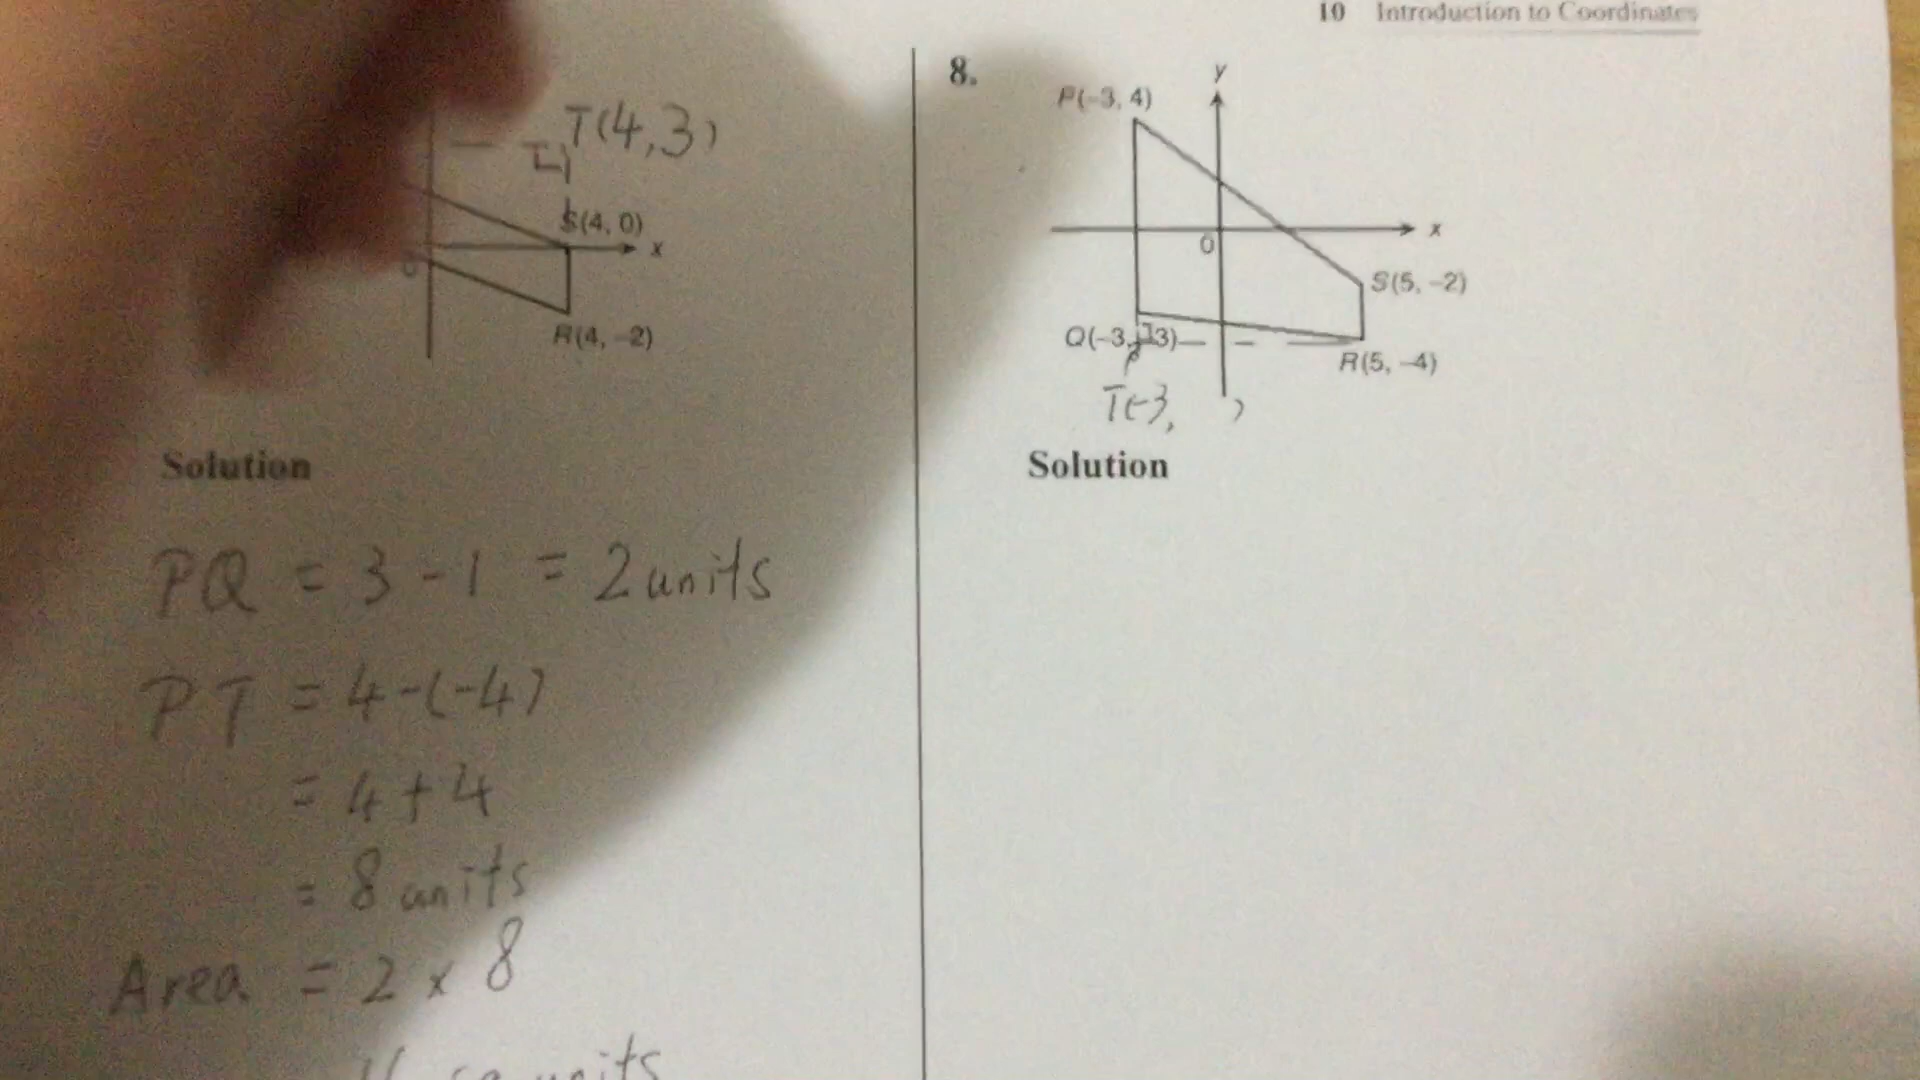 10 Introduction to Coordinates
T(4,3)
S(4, 0)
x
R(4, -2)
Solution
PQ = 3 - 1 = 2 units
PT = 4-(-4)
= 4 + 4
= 8 units
Area = 2 x 8
units
8.
y
P(-3, 4)
x
0
S(5, -2)
Q(-3, -3)
R(5, -4)
T(-3, )
Solution